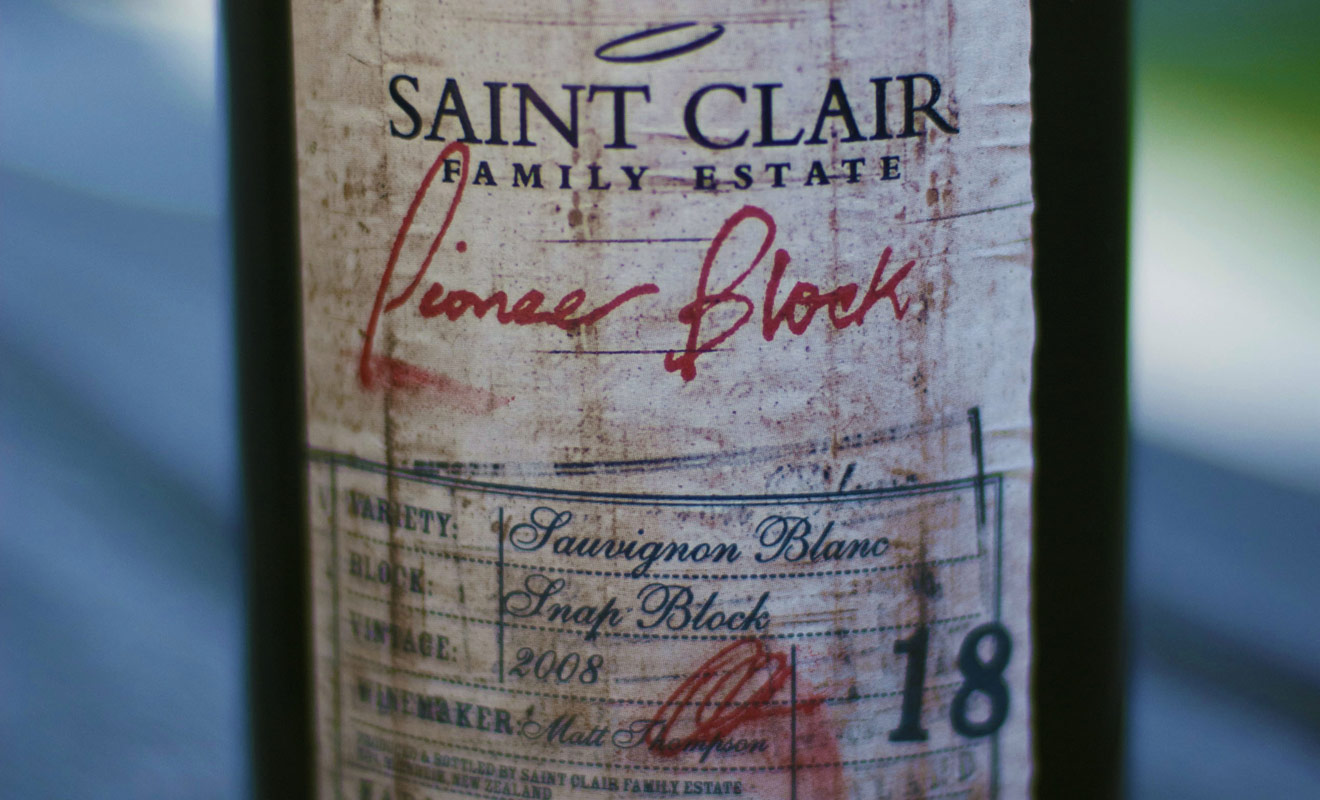 SAINT CLAIR
FAMILY ESTATE
Pioneer Block
VARIETY: Sauvignon Blanc
BLOCK: Snap Block
VINTAGE: 2008
18
WINEMAKER: Matt Thompson
& BOTTLED BY SAINT CLAIR FAMILY ESTATE
NEW ZEALAND